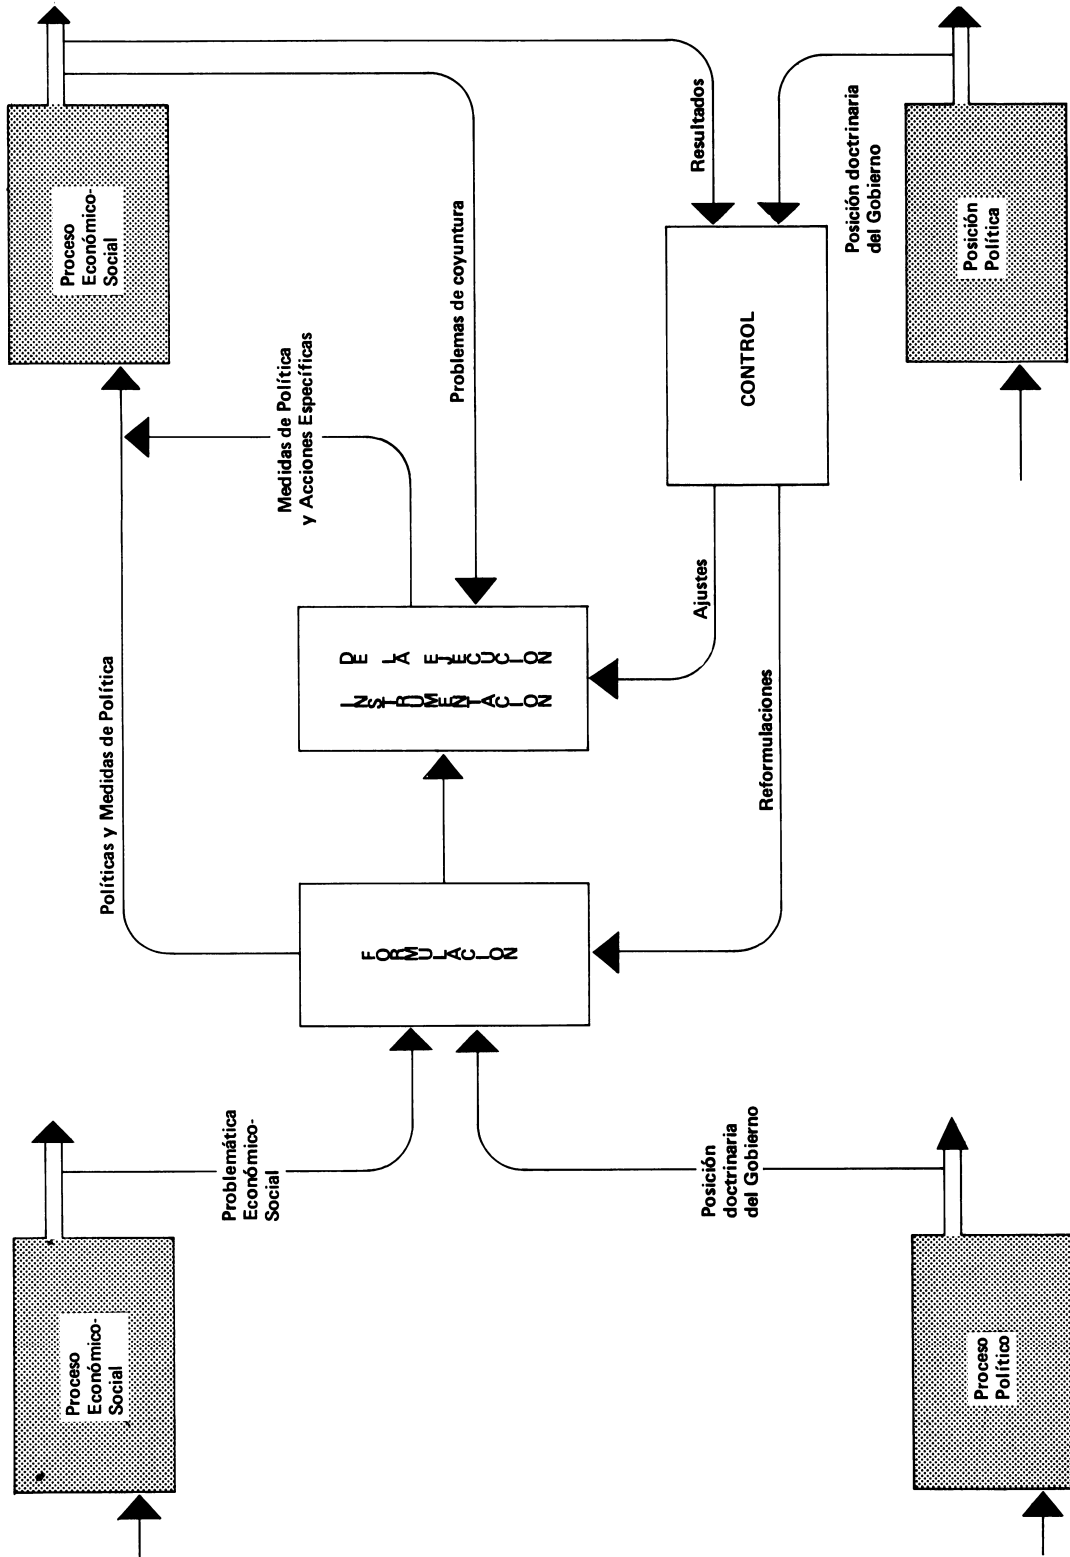 Proceso
Económico-
Social
Problemática
Económico-
Social
Posición
doctrinaria
del Gobierno
Proceso
Político
FORMULACION
Políticas y Medidas de Política
INSTRUMENTACION
DE LA EJECUCION
Medidas de Política
y Acciones Específicas
Problemas de coyuntura
Ajustes
Reformulaciones
CONTROL
Resultados
Posición doctrinaria
del Gobierno
Proceso
Económico-
Social
Posición
Política